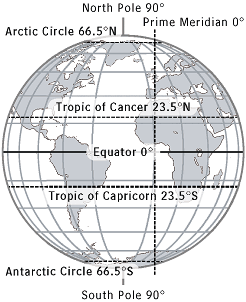 North Pole 90°
Prime Meridian 0°
Arctic Circle 66.5°N
Tropic of Cancer 23.5°N
Equator 0°
Tropic of Capricorn 23.5°S
Antarctic Circle 66.5°S
South Pole 90°